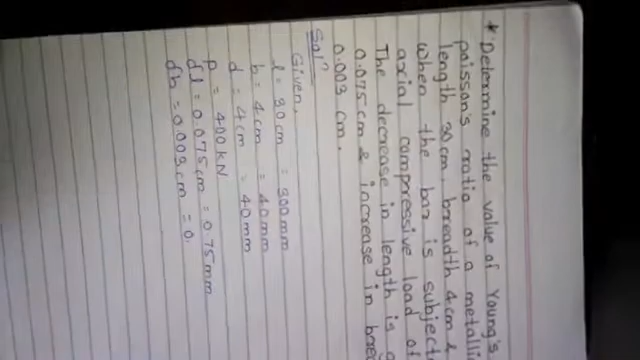 * Determine the value of Young's
poisson's ratio of a metallic
length 30 cm, breadth 4 cm &
when the bar is subject
axial compressive load of
The decrease in length is
0.075 cm & increase in
0.003 cm.
Solⁿ
Given,
l = 30 cm = 300 mm
b = 4 cm = 40 mm
d = 4 cm = 40 mm
P = 400 kN
dl = 0.075 cm = 0.75 mm
db = 0.003 cm = 0.